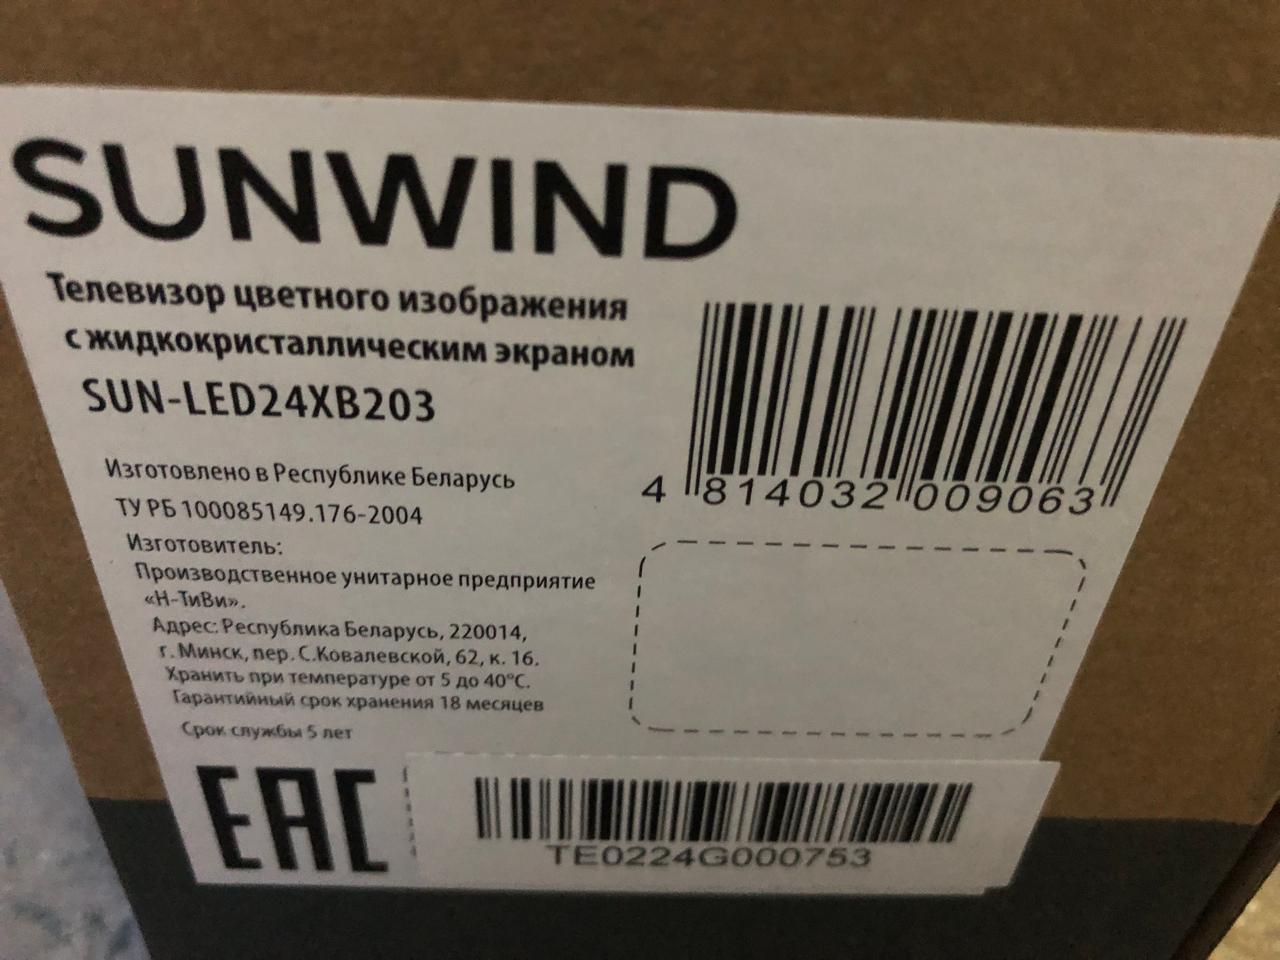 SUNWIND
Телевизор цветного изображения
с жидкокристаллическим экраном
SUN-LED24XB203
Изготовлено в Республике Беларусь
ТУ РБ 100085149.176-2004
Изготовитель:
Производственное унитарное предприятие
«Н-ТиВи».
Адрес: Республика Беларусь, 220014,
г. Минск, пер. С.Ковалевской, 62, к. 16.
Хранить при температуре от 5 до 40°С.
Гарантийный срок хранения 18 месяцев
Срок службы 5 лет
4 814032 009063
EAC
TE0224G000753